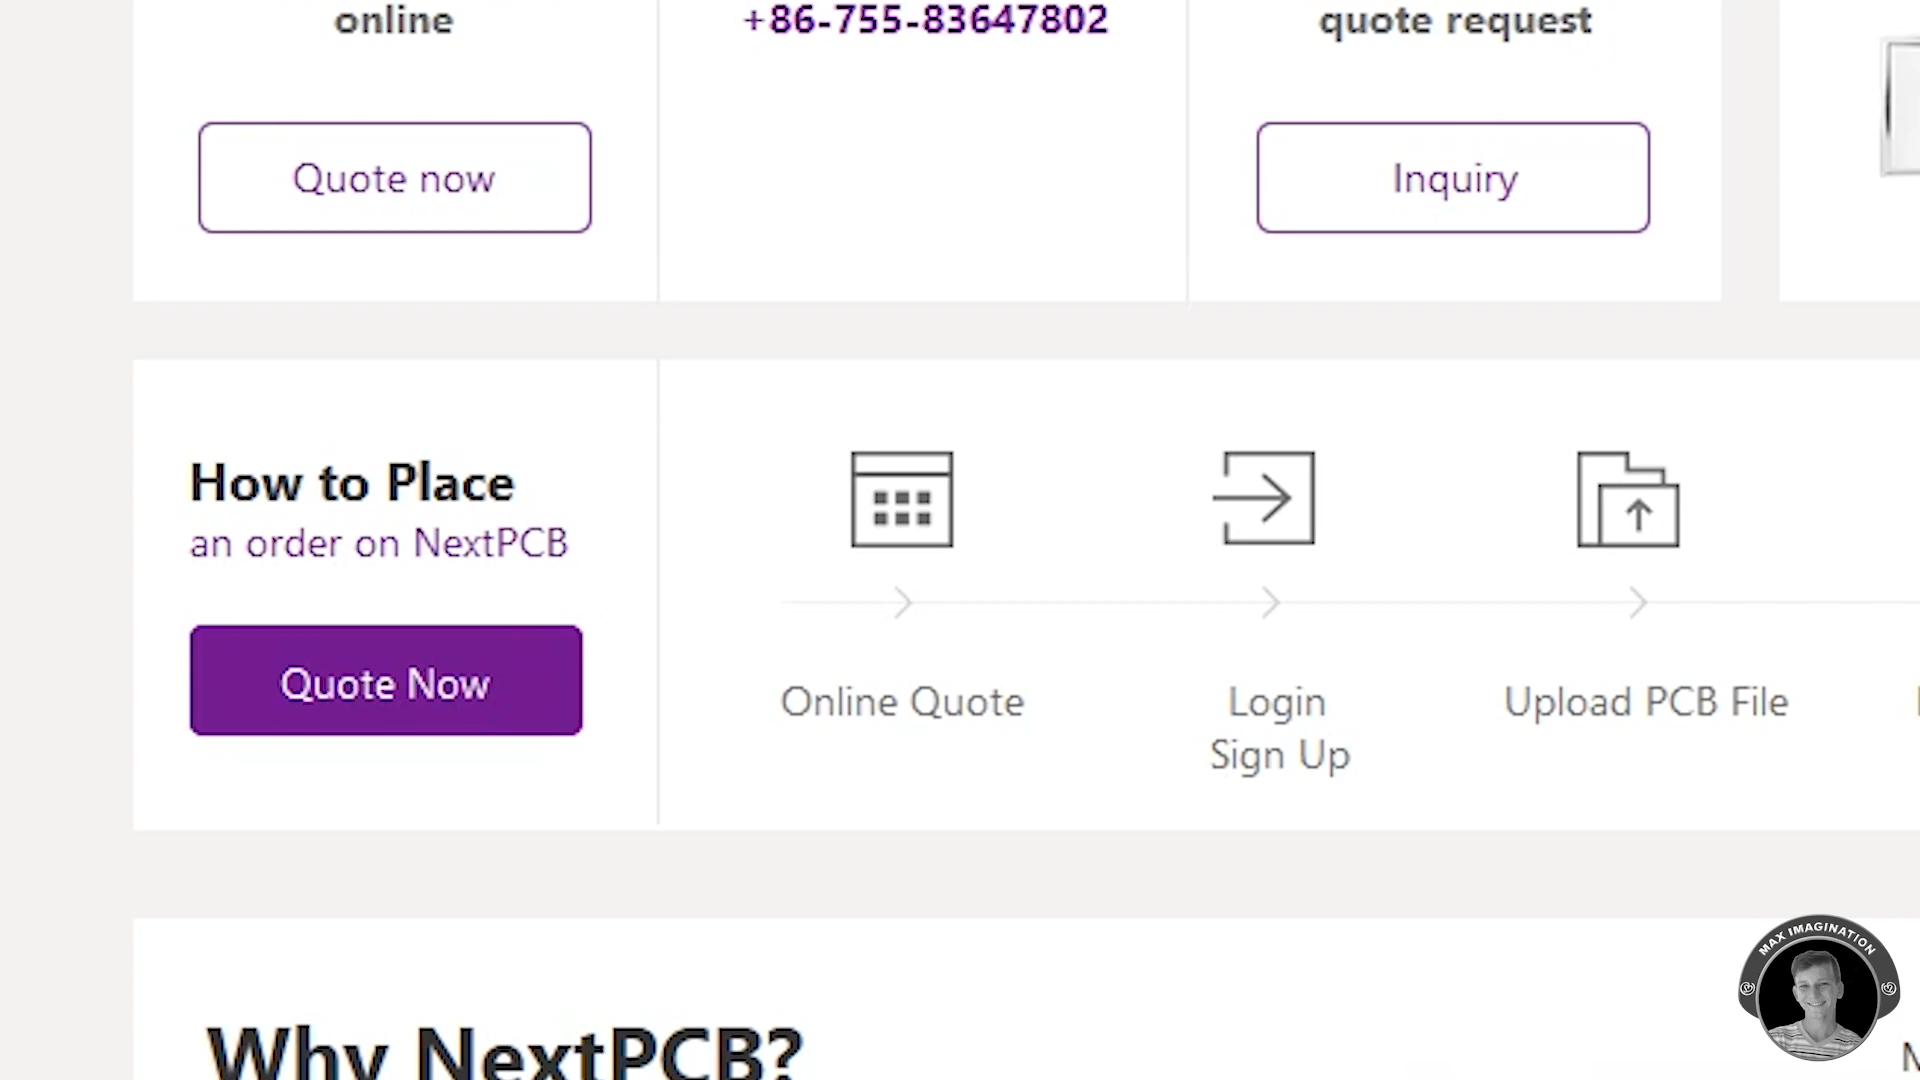 online
+86-755-83647802
quote request
Quote now
Inquiry
How to Place
an order on NextPCB
Quote Now
Online Quote
Login
Sign Up
Upload PCB File
Why NextPCB?
MAX IMAGINATION